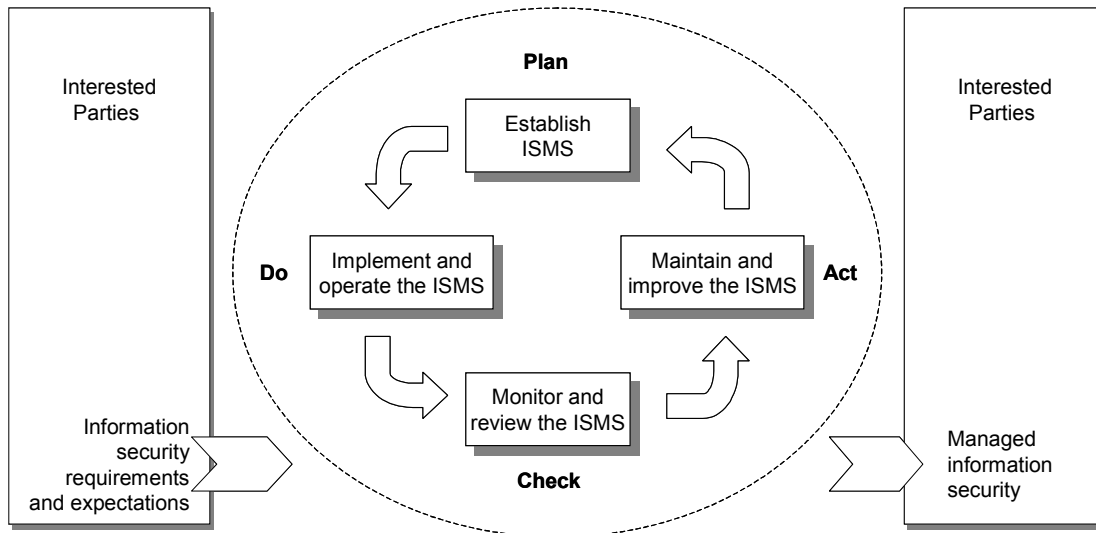 Interested
Parties
Information
security
requirements
and expectations
Plan
Establish
ISMS
Do
Implement and
operate the ISMS
Maintain and
improve the ISMS
Act
Monitor and
review the ISMS
Check
Interested
Parties
Managed
information
security